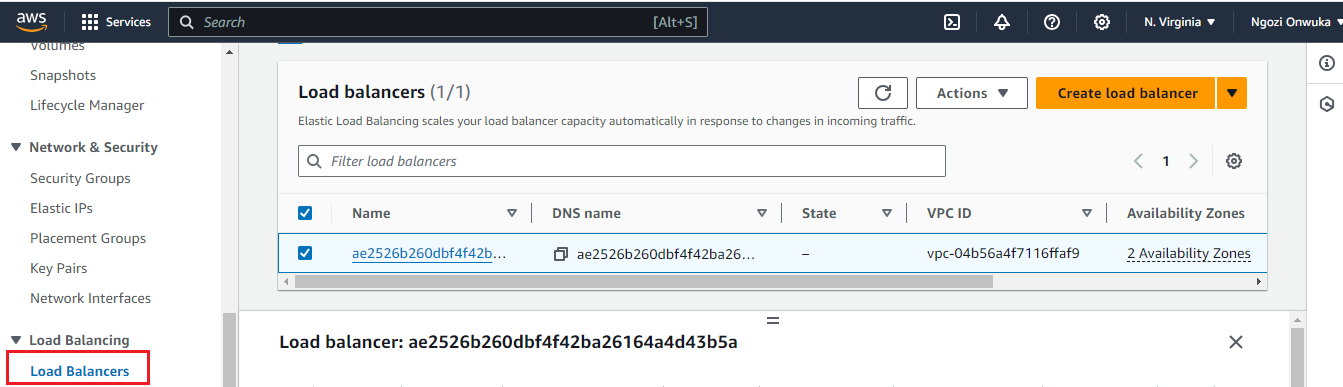 aws Services Search [Alt+S] N. Virginia Ngozi Onwuka
Volumes
Snapshots
Lifecycle Manager
Network & Security
Security Groups
Elastic IPs
Placement Groups
Key Pairs
Network Interfaces
Load Balancing
Load Balancers
Load balancers (1/1)
Actions
Create load balancer
Elastic Load Balancing scales your load balancer capacity automatically in response to changes in incoming traffic.
Filter load balancers
1
Name DNS name State VPC ID Availability Zones
ae2526b260dbf4f42b... ae2526b260dbf4f42ba26... – vpc-04b56a4f7116ffaf9 2 Availability Zones
Load balancer: ae2526b260dbf4f42ba26164a4d43b5a